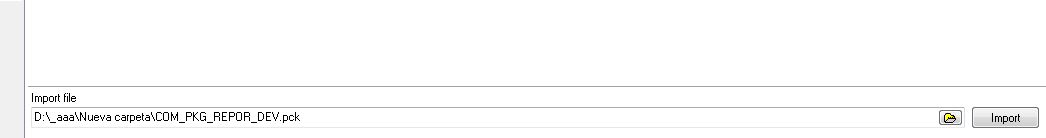 Import file
D:\_aaa\Nueva carpeta\COM_PKG_REPOR_DEV.pck
Import